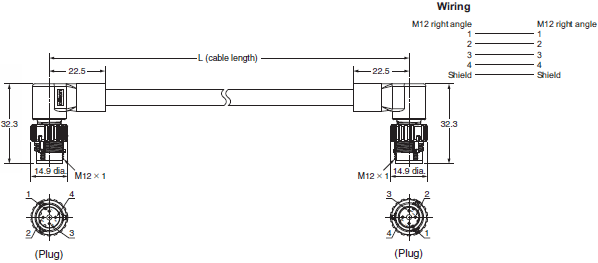 Wiring
M12 right angle M12 right angle
1 1
2 2
3 3
4 4
Shield Shield
L (cable length)
22.5 22.5
32.3 32.3
M12 × 1 M12 × 1
14.9 dia. 14.9 dia.
1 4 3 2
2 3 4 1
(Plug) (Plug)